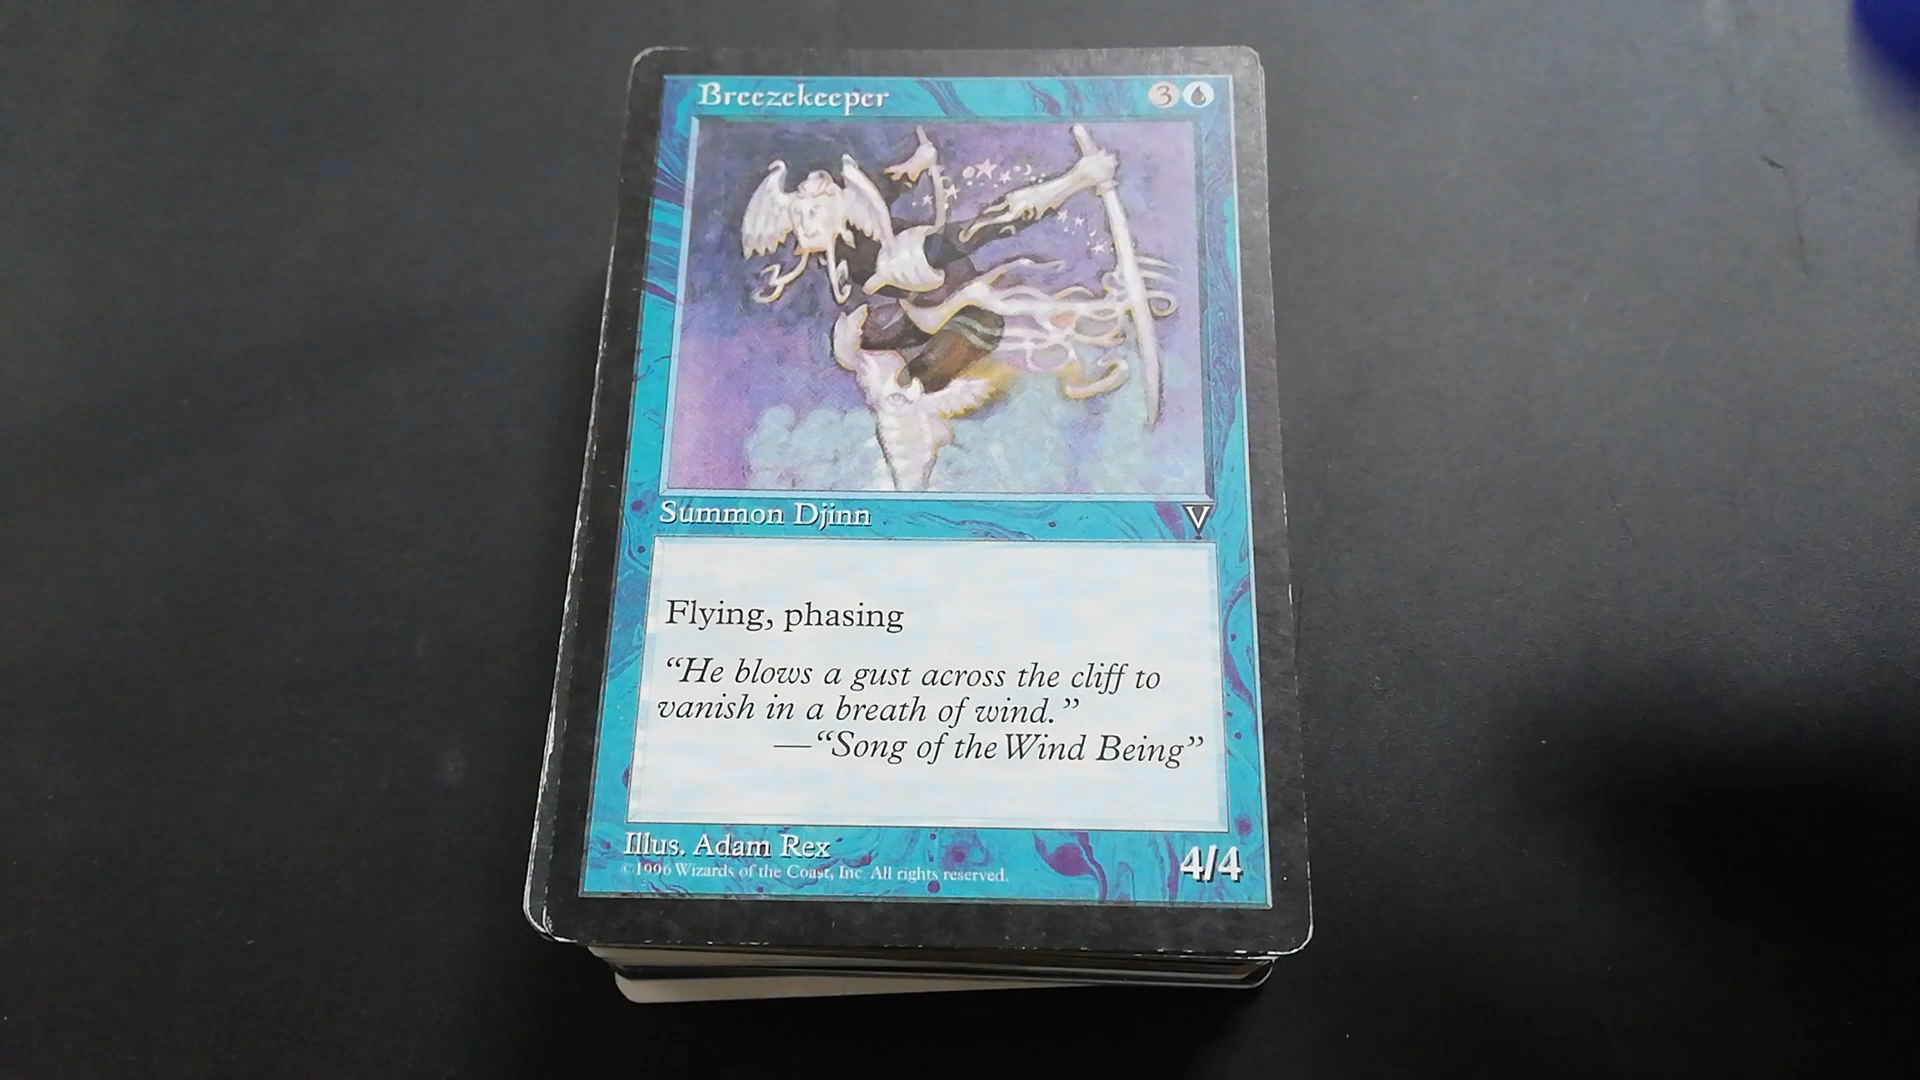 Breezekeeper 3
Summon Djinn V
Flying, phasing
“He blows a gust across the cliff to
vanish in a breath of wind.”
—“Song of the Wind Being”
Illus. Adam Rex
©1996 Wizards of the Coast, Inc. All rights reserved.
4/4